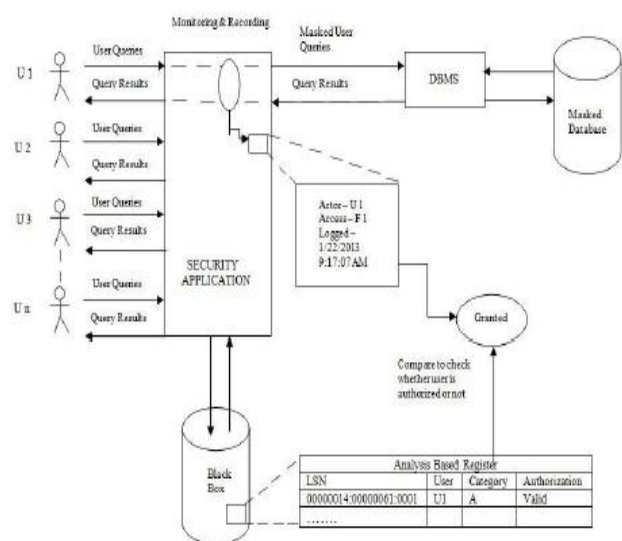 Monitoring & Recording
User Queries
Masked User
Queries
U 1
Query Results
Query Results
DBMS
Masked
Database
User Queries
U 2
Query Results
User Queries
U 3
Query Results
Actor– U 1
Access– F 1
Logged –
1/22/2013
9:17:07AM
SECURITY
APPLICATION
User Queries
U n
Query Results
Granted
Compare to check
whether user is
authorized or not
Black
Box
Analysis Based Register
LSN User Category Authorization
00000014:00000061:0001 U1 A Valid
.......